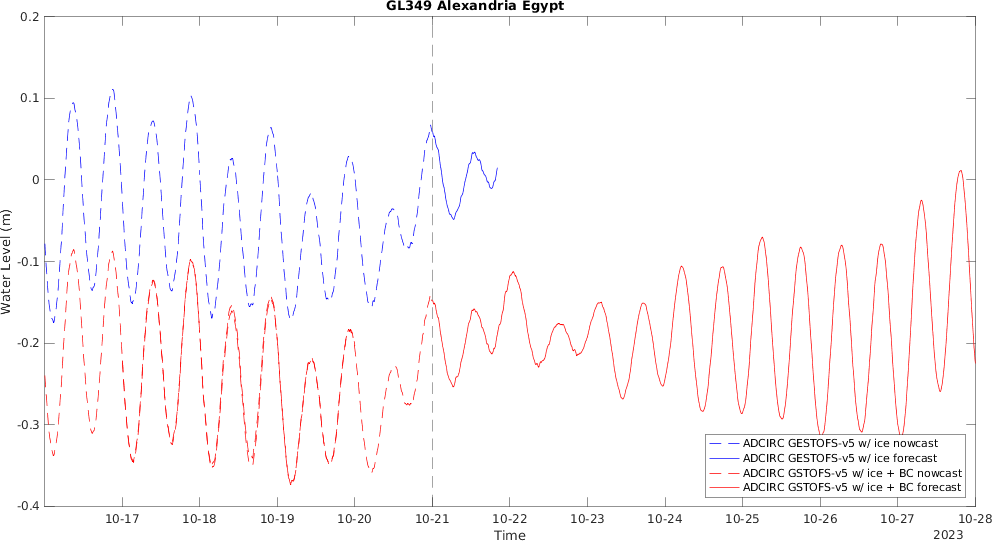 GL349 Alexandria Egypt
0.2
0.1
0
-0.1
-0.2
-0.3
-0.4
Water Level (m)
ADCIRC GESTOFS-v5 w/ ice nowcast
ADCIRC GESTOFS-v5 w/ ice forecast
ADCIRC GSTOFS-v5 w/ ice + BC nowcast
ADCIRC GSTOFS-v5 w/ ice + BC forecast
10-17 10-18 10-19 10-20 10-21 10-22 10-23 10-24 10-25 10-26 10-27 10-28
Time
2023